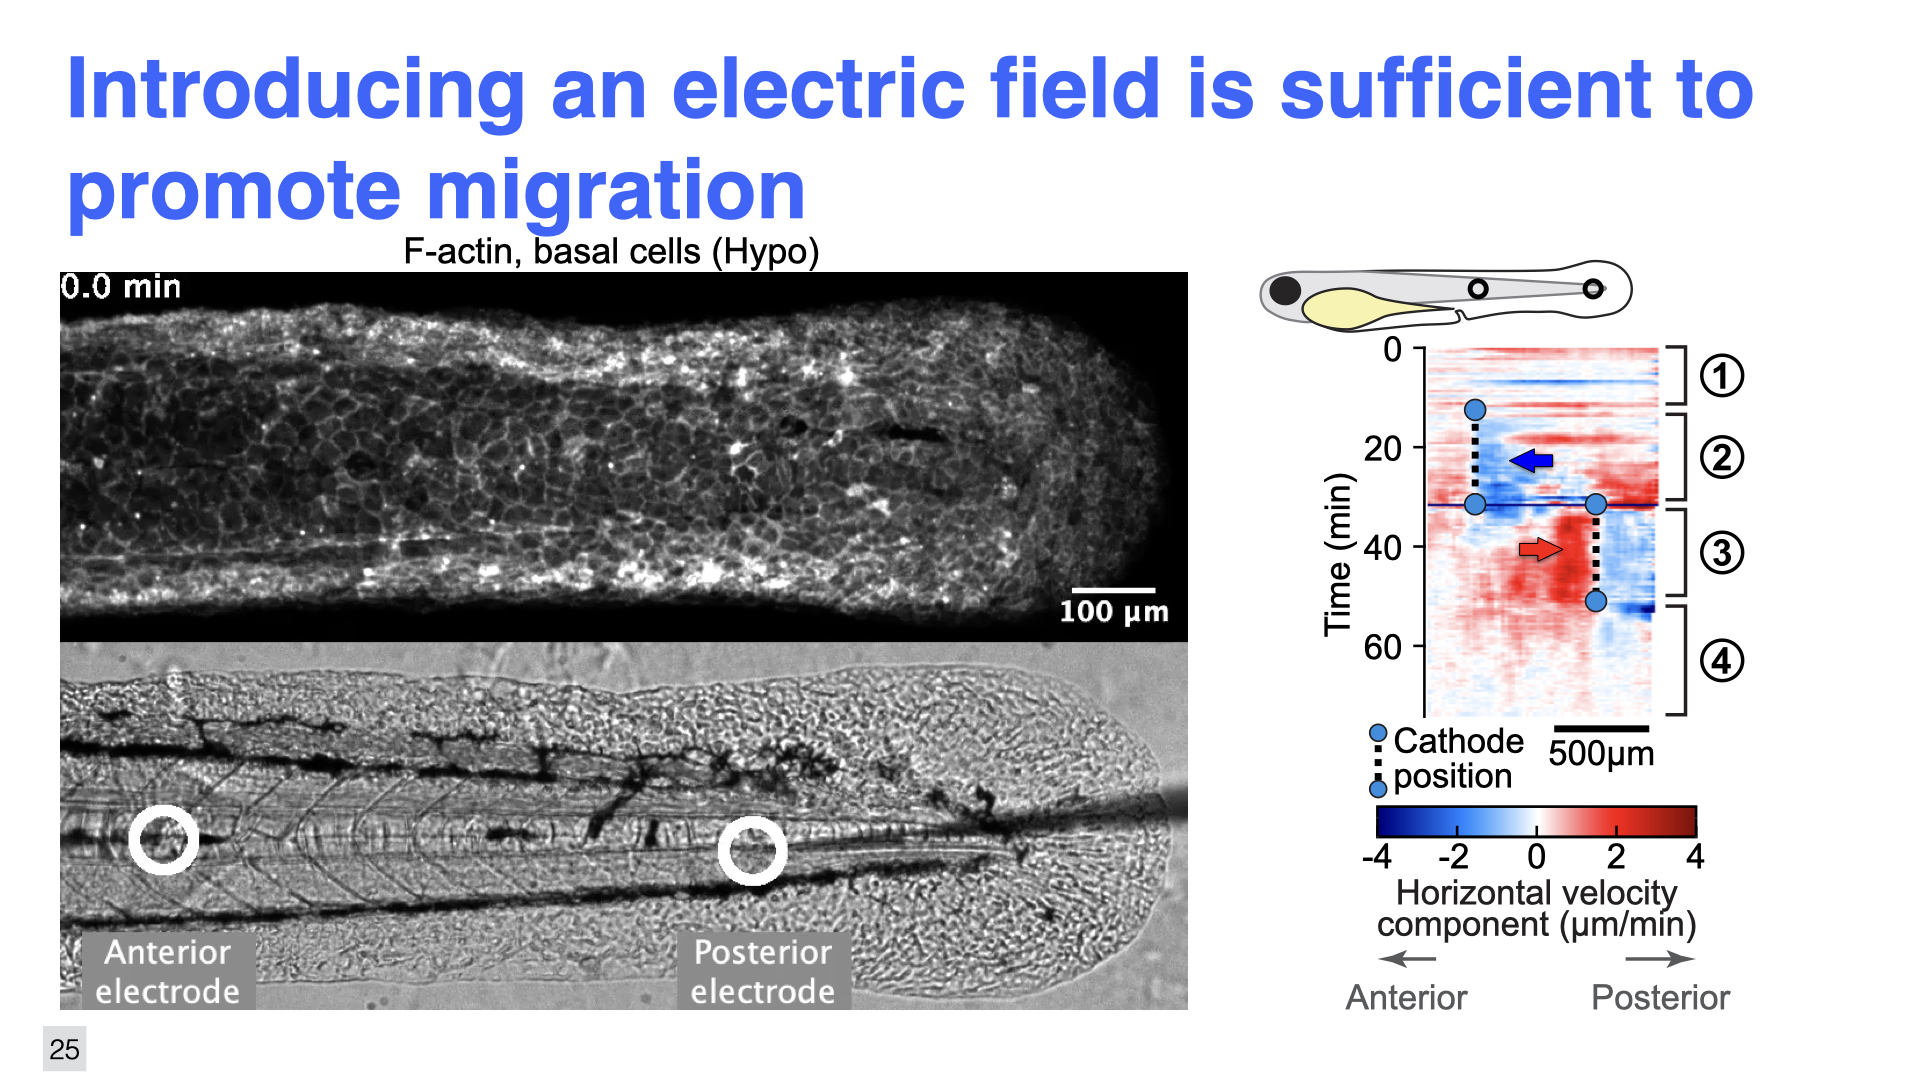 Introducing an electric field is sufficient to
promote migration
F-actin, basal cells (Hypo)
0.0 min
100 µm
Anterior
electrode
Posterior
electrode
0
20
40
60
Time (min)
①
②
③
④
Cathode
position
500µm
-4 -2 0 2 4
Horizontal velocity
component (µm/min)
Anterior Posterior
25